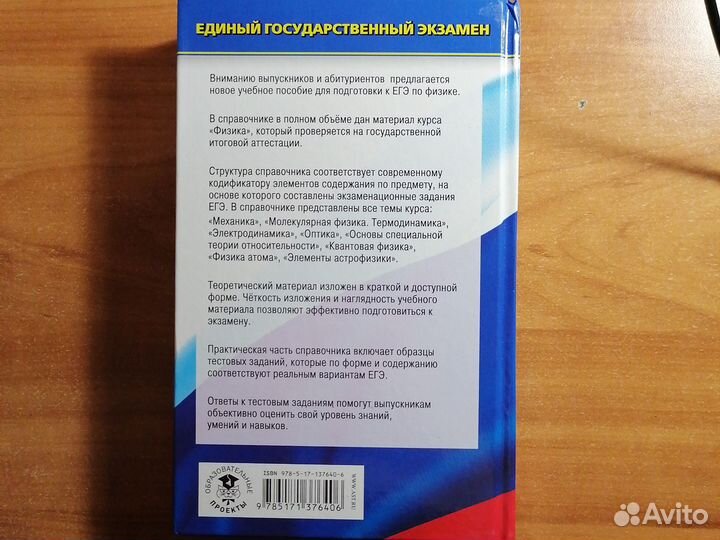 ЕДИНЫЙ ГОСУДАРСТВЕННЫЙ ЭКЗАМЕН
Вниманию выпускников и абитуриентов предлагается
новое учебное пособие для подготовки к ЕГЭ по физике.
В справочнике в полном объёме дан материал курса
«Физика», который проверяется на государственной
итоговой аттестации.
Структура справочника соответствует современному
кодификатору элементов содержания по предмету, на
основе которого составлены экзаменационные задания
ЕГЭ. В справочнике представлены все темы курса:
«Механика», «Молекулярная физика. Термодинамика»,
«Электродинамика», «Оптика», «Основы специальной
теории относительности», «Квантовая физика»,
«Физика атома», «Элементы астрофизики».
Теоретический материал изложен в краткой и доступной
форме. Чёткость изложения и наглядность учебного
материала позволяют эффективно подготовиться к
экзамену.
Практическая часть справочника включает образцы
тестовых заданий, которые по форме и содержанию
соответствуют реальным вариантам ЕГЭ.
Ответы к тестовым заданиям помогут выпускникам
объективно оценить свой уровень знаний,
умений и навыков.
ОБРАЗОВАТЕЛЬНЫЕ
ПРОЕКТЫ
ISBN 978-5-17-137640-6
9 785171 376406
WWW.AST.RU
Avito